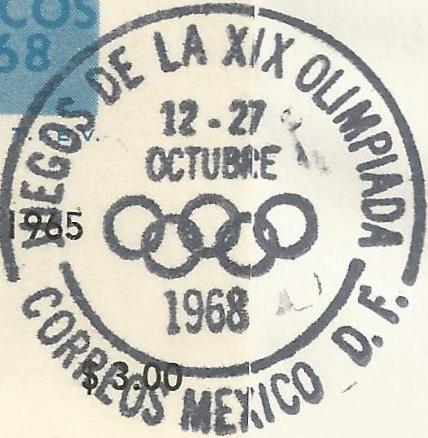 COS
68
JUEGOS DE LA XIX OLIMPIADA
12 - 27
OCTUBRE
1965
1968
$ 3.00
CORREOS MEXICO D.F.